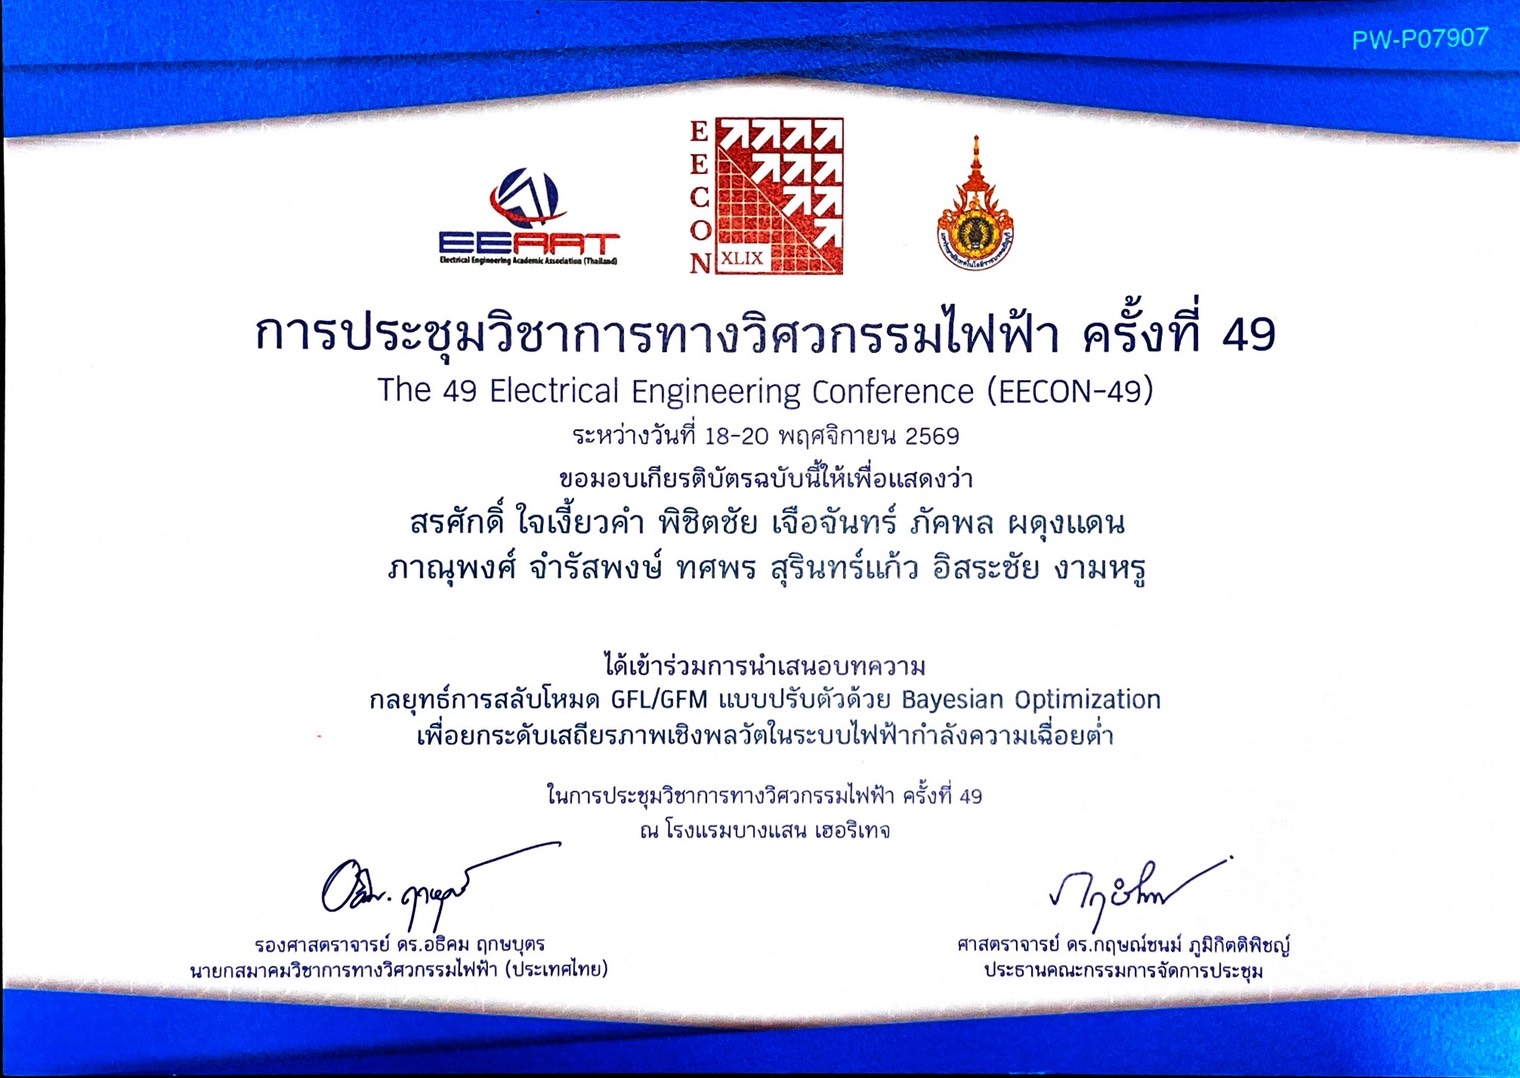 PW-P07907
EECON
XLIX
EEAAT
Electrical Engineering Academic Association (Thailand)
การประชุมวิชาการทางวิศวกรรมไฟฟ้า ครั้งที่ 49
The 49 Electrical Engineering Conference (EECON-49)
ระหว่างวันที่ 18-20 พฤศจิกายน 2569
ขอมอบเกียรติบัตรฉบับนี้ให้เพื่อแสดงว่า
สรศักดิ์ ใจเงี้ยวคำ พิชิตชัย เจือจันทร์ ภัคพล ผดุงแดน
ภาณุพงศ์ จำรัสพงษ์ ทศพร สุรินทร์แก้ว อิสระชัย งามหรู
ได้เข้าร่วมการนำเสนอบทความ
กลยุทธ์การสลับโหมด GFL/GFM แบบปรับตัวด้วย Bayesian Optimization
เพื่อยกระดับเสถียรภาพเชิงพลวัตในระบบไฟฟ้ากำลังความเฉื่อยต่ำ
ในการประชุมวิชาการทางวิศวกรรมไฟฟ้า ครั้งที่ 49
ณ โรงแรมบางแสน เฮอริเทจ
รองศาสตราจารย์ ดร.อธิคม ฤกษบุตร
นายกสมาคมวิชาการทางวิศวกรรมไฟฟ้า (ประเทศไทย)
ศาสตราจารย์ ดร.กฤษณ์ชนม์ ภูมิกิตติพิชญ์
ประธานคณะกรรมการจัดการประชุม